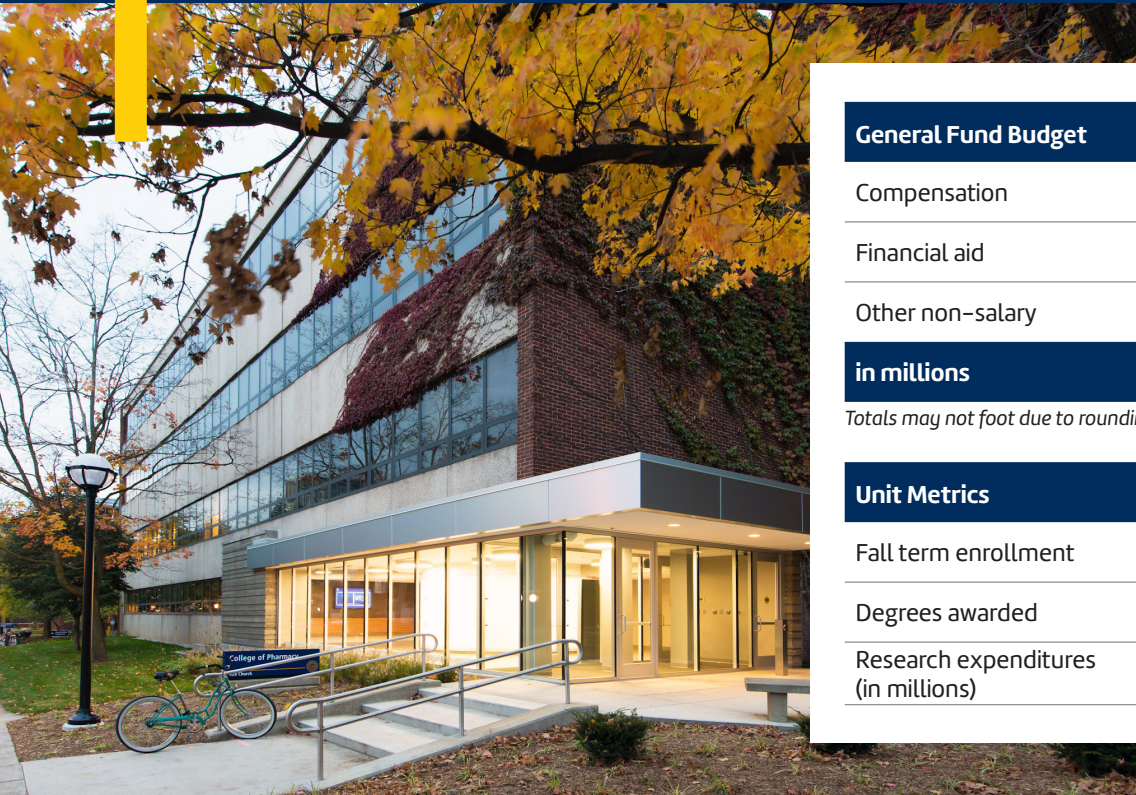 General Fund Budget
Compensation
Financial aid
Other non-salary
in millions
Totals may not foot due to
Unit Metrics
Fall term enrollment
Degrees awarded
Research expenditures
(in millions)
College of Pharmacy
Church